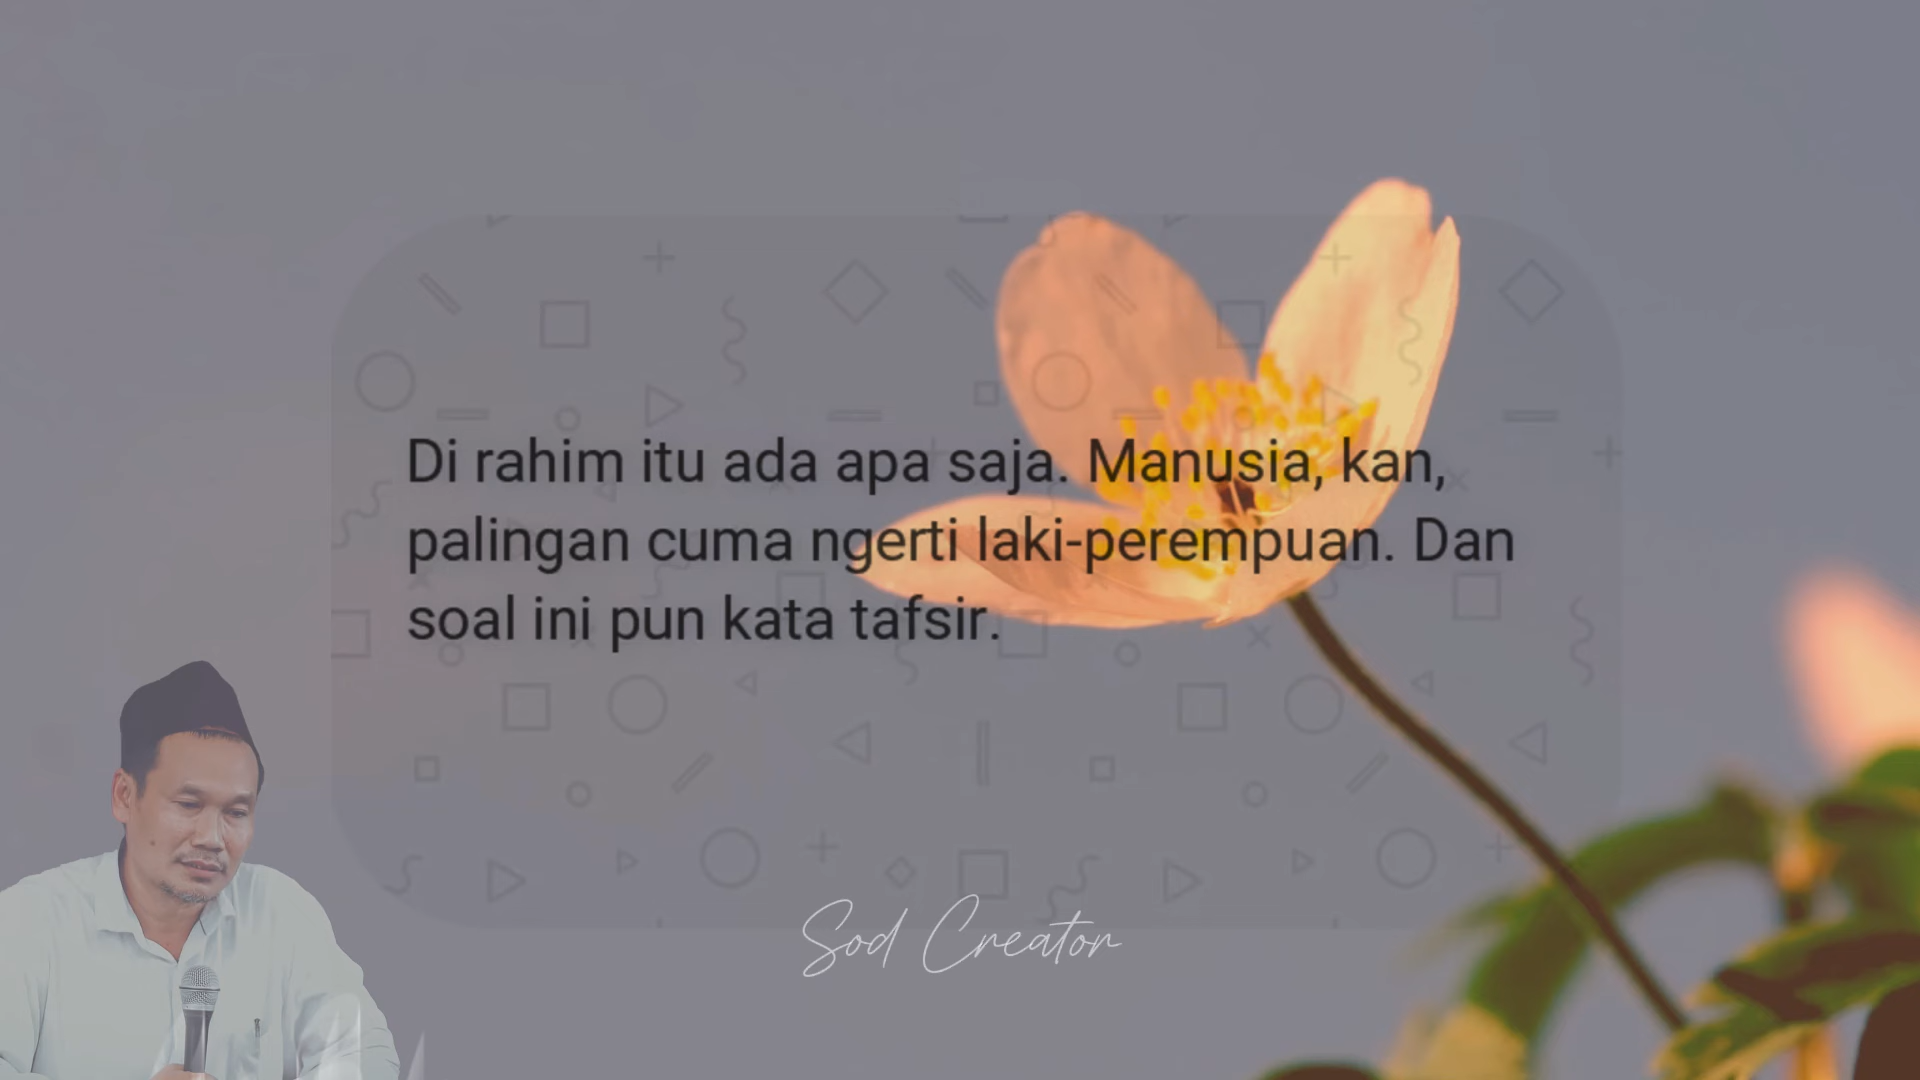 Di rahim itu ada apa saja. Manusia, kan,
palingan cuma ngerti laki-perempuan. Dan
soal ini pun kata tafsir.
Sod Creator